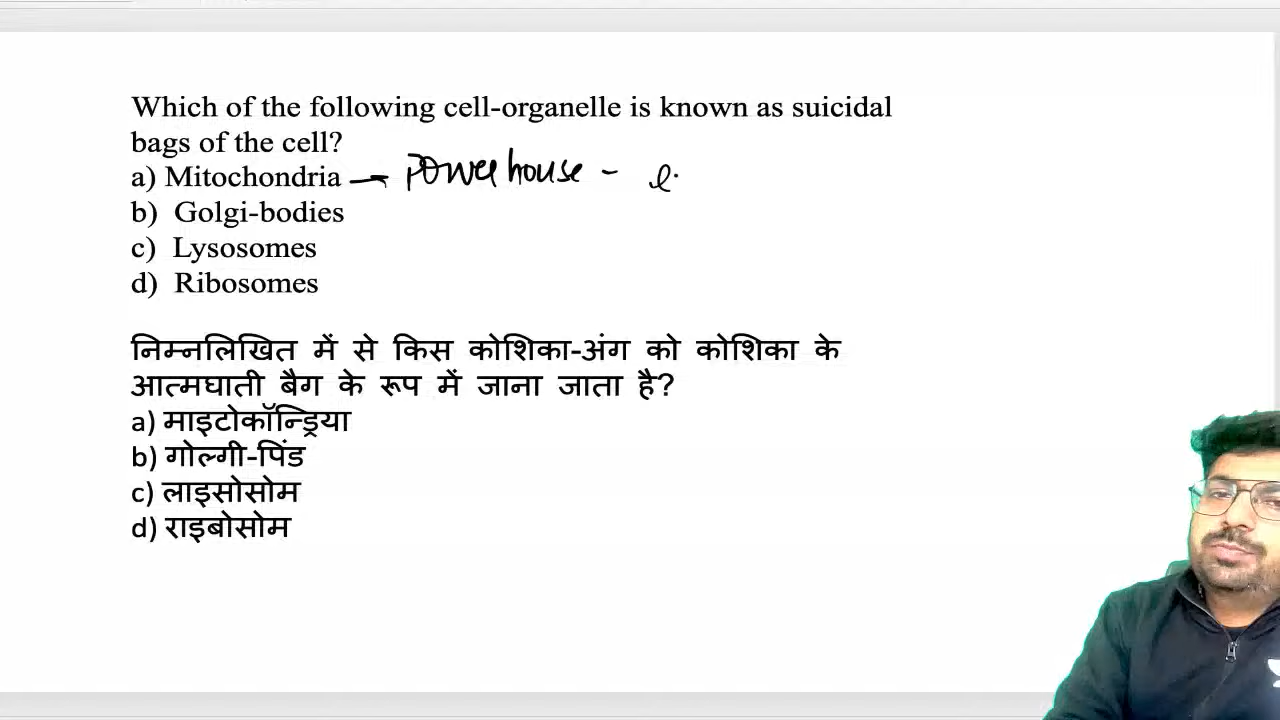 Which of the following cell-organelle is known as suicidal
bags of the cell?
a) Mitochondria — Powerhouse - e.
b) Golgi-bodies
c) Lysosomes
d) Ribosomes
निम्नलिखित में से किस कोशिका-अंग को कोशिका के
आत्मघाती बैग के रूप में जाना जाता है?
a) माइटोकॉन्ड्रिया
b) गोल्गी-पिंड
c) लाइसोसोम
d) राइबोसोम